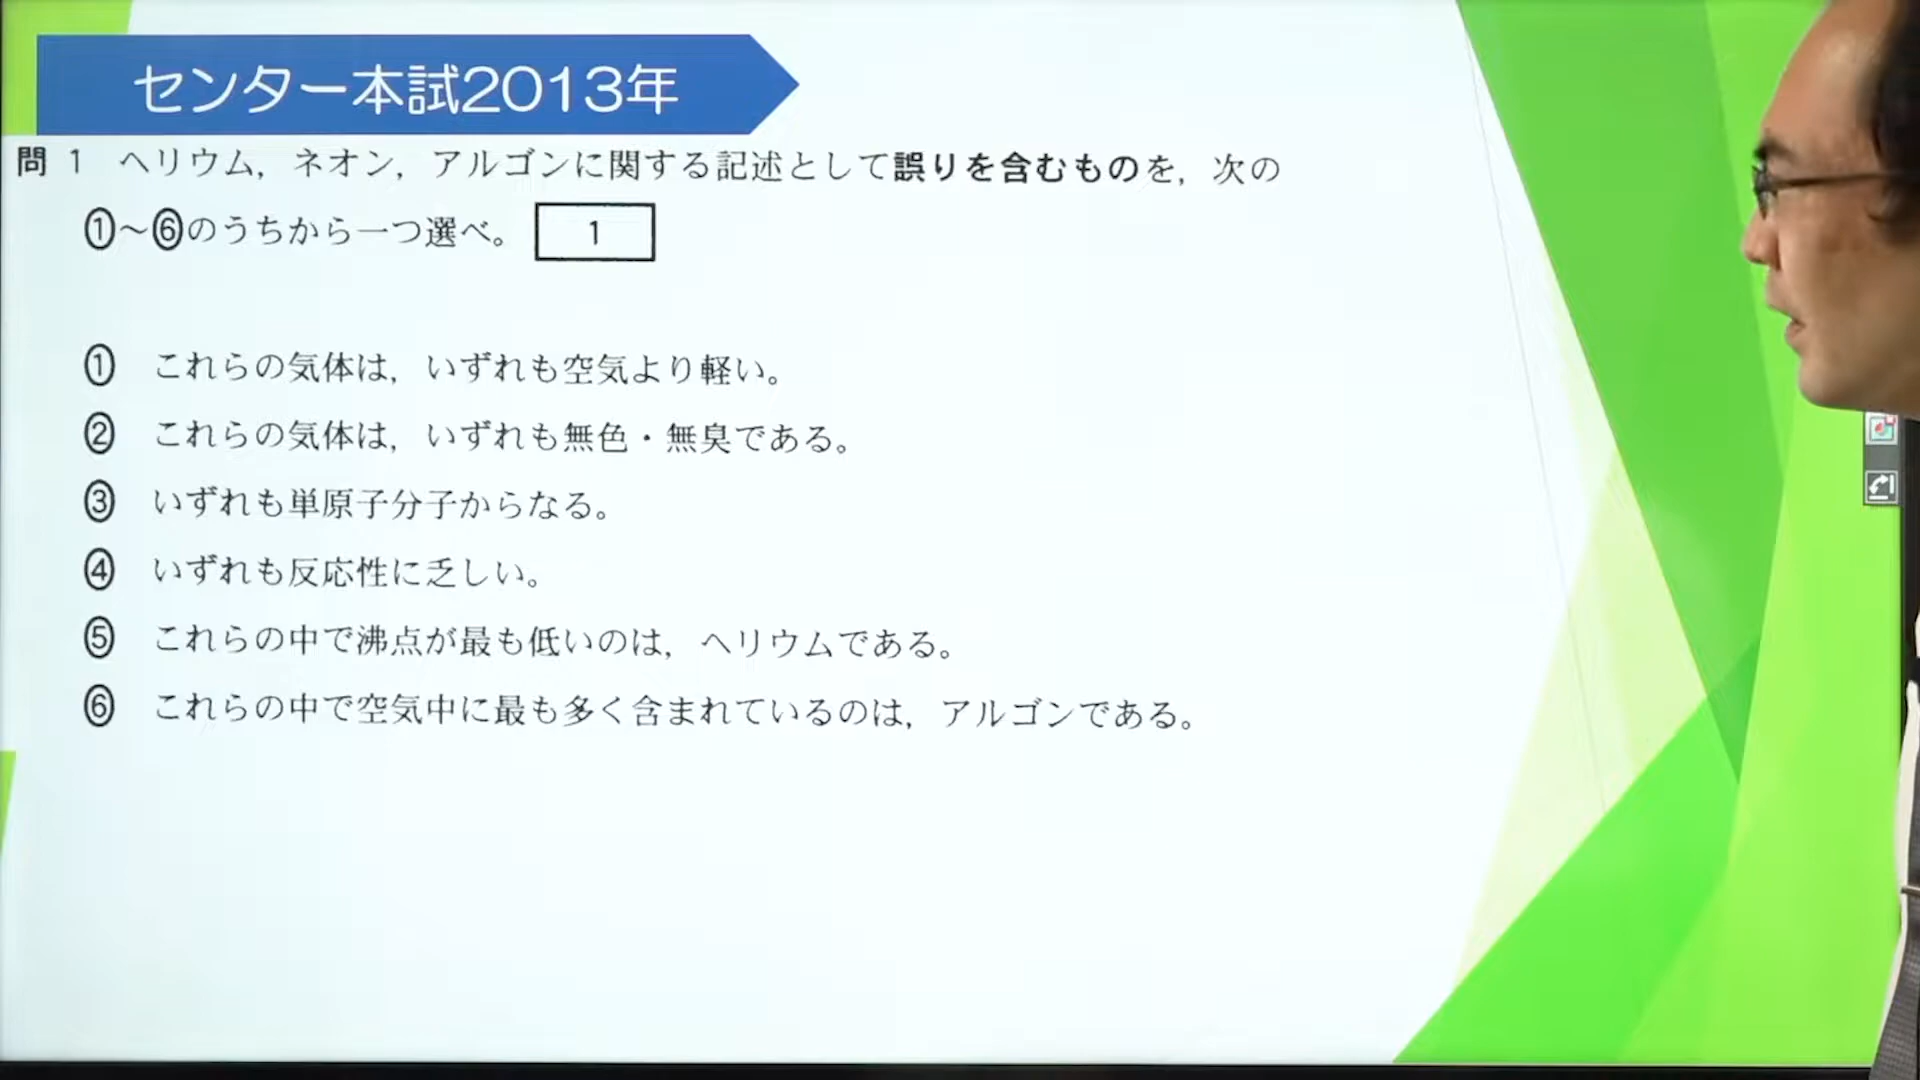 センター本試2013年
問 1 ヘリウム，ネオン，アルゴンに関する記述として誤りを含むものを，次の
①～⑥のうちから一つ選べ。 1
① これらの気体は，いずれも空気より軽い。
② これらの気体は，いずれも無色・無臭である。
③ いずれも単原子分子からなる。
④ いずれも反応性に乏しい。
⑤ これらの中で沸点が最も低いのは，ヘリウムである。
⑥ これらの中で空気中に最も多く含まれているのは，アルゴンである。